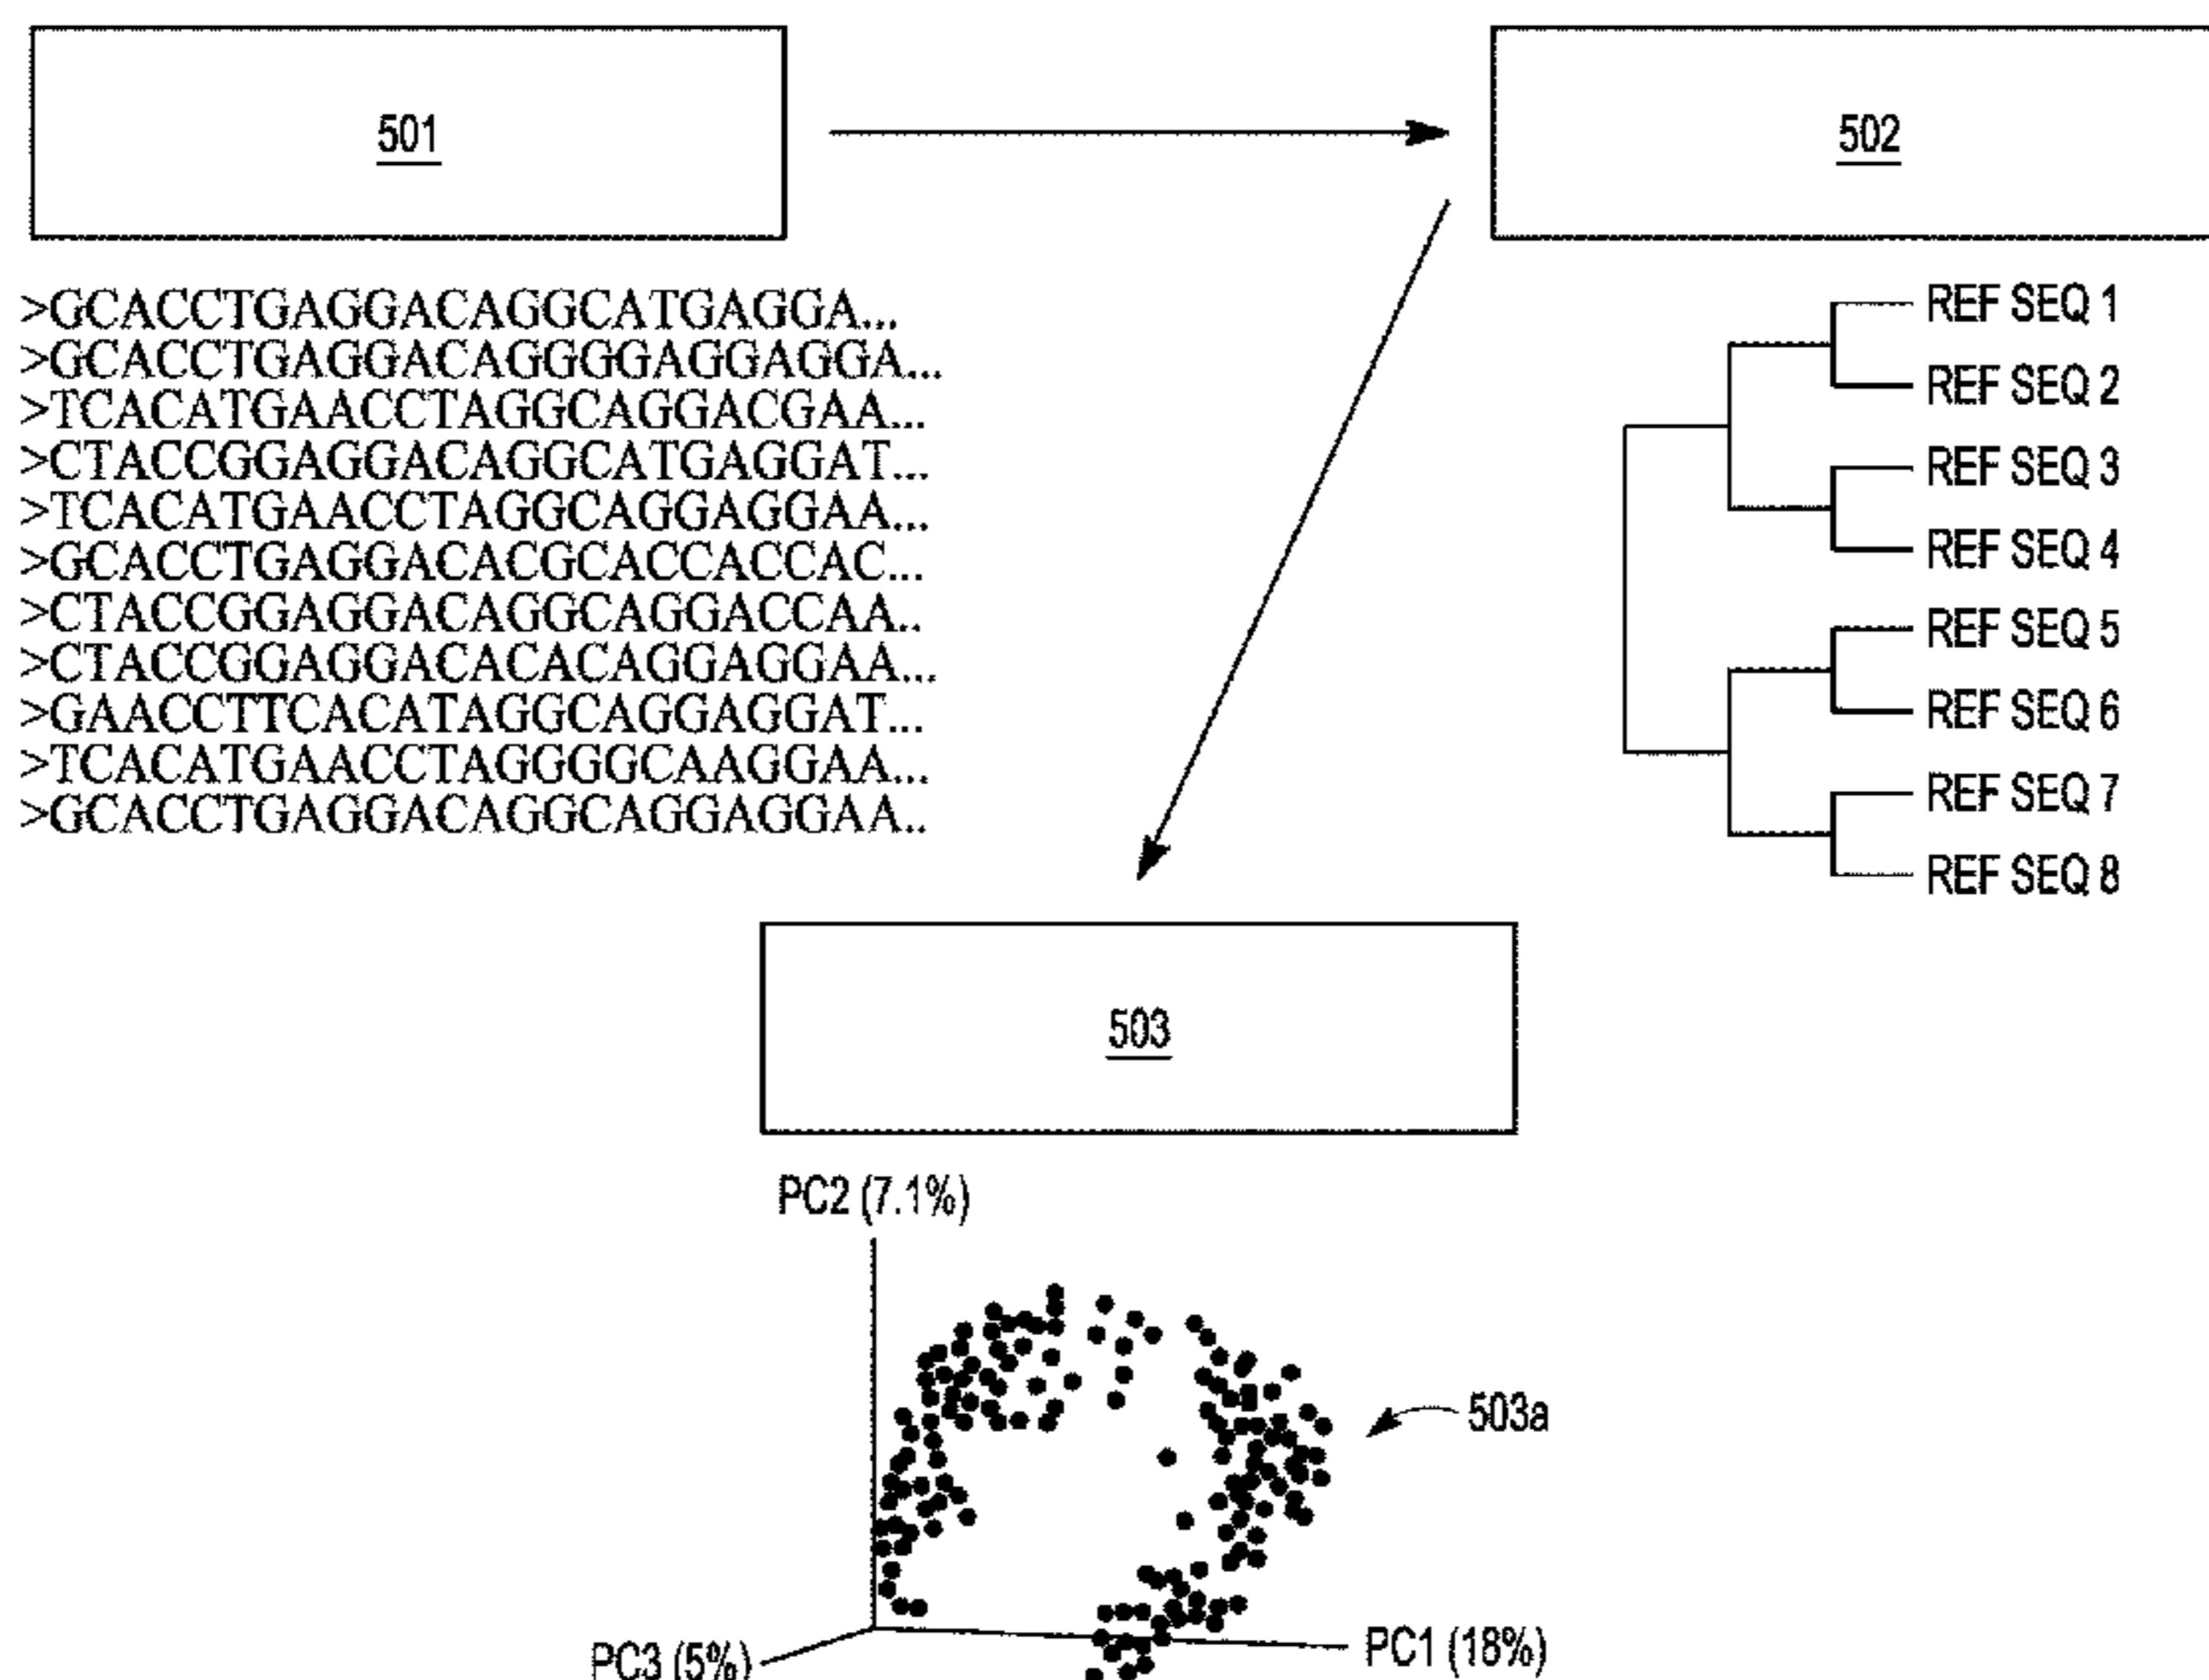 501
502
>GCACCTGAGGACAGGCATGAGGA...
>GCACCTGAGGACAGGGGAGGAGGA...
>TCACATGAACCTAGGCAGGACGAA...
>CTACCGGAGGACAGGCATGAGGAT...
>TCACATGAACCTAGGCAGGAGGAA...
>GCACCTGAGGACACGCACCACCAC...
>CTACCGGAGGACAGGCAGGACCAA..
>CTACCGGAGGACACACAGGAGGAA...
>GAACCTTCACATAGGCAGGAGGAT...
>TCACATGAACCTAGGGGCAAGGAA...
>GCACCTGAGGACAGGCAGGAGGAA..
REF SEQ 1
REF SEQ 2
REF SEQ 3
REF SEQ 4
REF SEQ 5
REF SEQ 6
REF SEQ 7
REF SEQ 8
503
PC2 (7.1%)
503a
PC3 (5%)
PC1 (18%)